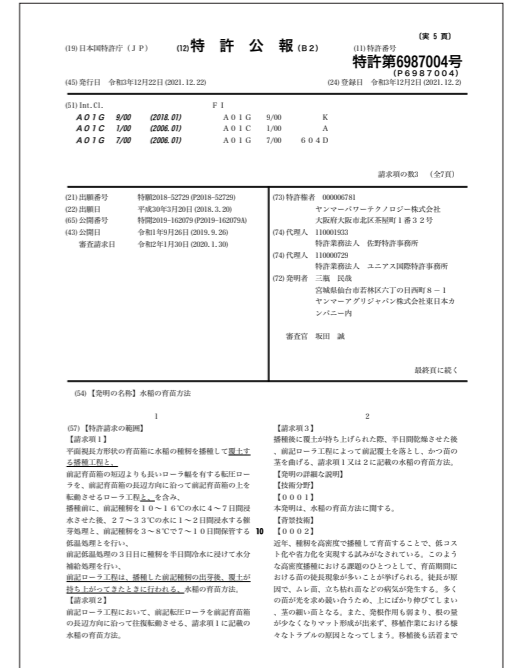 〔実 5 頁〕
(19)日本国特許庁(JP) (12)特 許 公 報(B2) (11)特許番号
特許第6987004号
(P6987004)
(45)発行日 令和3年12月22日(2021.12.22) (24)登録日 令和3年12月2日(2021.12.2)
(51)Int.Cl. F I
A01G 9/00 (2018.01) A01G 9/00 K
A01C 1/00 (2006.01) A01C 1/00 A
A01G 7/00 (2006.01) A01G 7/00 604D
請求項の数3 (全7頁)
(21)出願番号 特願2018-52729(P2018-52729)
(22)出願日 平成30年3月20日(2018.3.20)
(65)公開番号 特開2019-162079(P2019-162079A)
(43)公開日 令和1年9月26日(2019.9.26)
審査請求日 令和2年1月30日(2020.1.30)
(73)特許権者 000006781
ヤンマーパワーテクノロジー株式会社
大阪府大阪市北区茶屋町1番32号
(74)代理人 110001933
特許業務法人 佐野特許事務所
(74)代理人 110000729
特許業務法人 ユニアス国際特許事務所
(72)発明者 三瓶 民哉
宮城県仙台市若林区六丁の目西町8-1
ヤンマーアグリジャパン株式会社東日本カ
ンパニー内
審査官 坂田 誠
最終頁に続く
(54)【発明の名称】水稲の育苗方法
1
(57)【特許請求の範囲】
【請求項1】
平面視長方形状の育苗箱に水稲の種籾を播種して覆土す
る播種工程と、
前記育苗箱の短辺よりも長いローラ幅を有する転圧ロー
ラを、前記育苗箱の長辺方向に沿って前記育苗箱の上を
転動させるローラ工程と、を含み、
播種前に、前記種籾を10~16℃の水に4~7日間浸
水させた後、27~33℃の水に1~2日間浸水する催
芽処理と、前記種籾を3~8℃で7~10日間保管する
低温処理とを行い、
前記低温処理の3日目に種籾を半日間冷水に浸けて水分
補給処理を行い、
前記ローラ工程は、播種した前記種籾の出芽後、覆土が
持ち上がってきたときに行われる、水稲の育苗方法。
【請求項2】
前記ローラ工程において、前記転圧ローラを前記育苗箱
の長辺方向に沿って往復転動させる、請求項1に記載の
水稲の育苗方法。
10
2
【請求項3】
播種後に覆土が持ち上げられた際、半日間乾燥させた後
、前記ローラ工程によって前記覆土を落とし、かつ苗の
茎を曲げる、請求項1又は2に記載の水稲の育苗方法。
【発明の詳細な説明】
【技術分野】
【0001】
本発明は、水稲の育苗方法に関する。
【背景技術】
【0002】
近年、種籾を高密度で播種して育苗することで、低コス
ト化や省力化を実現する試みがなされている。このよう
な高密度播種における課題のひとつとして、育苗期間に
おける苗の徒長現象が多いことが挙げられる。徒長が原
因で、ムレ苗、立ち枯れ苗などの病気が発生する。多く
の苗が光を求め競い合うため、上にばかり伸びてしまい
、茎の細い苗となる。また、発根作用も弱まり、根の量
が少なくなりマット形成が出来ず、移植作業における様
々なトラブルの原因となってしまう。移植後も活着まで